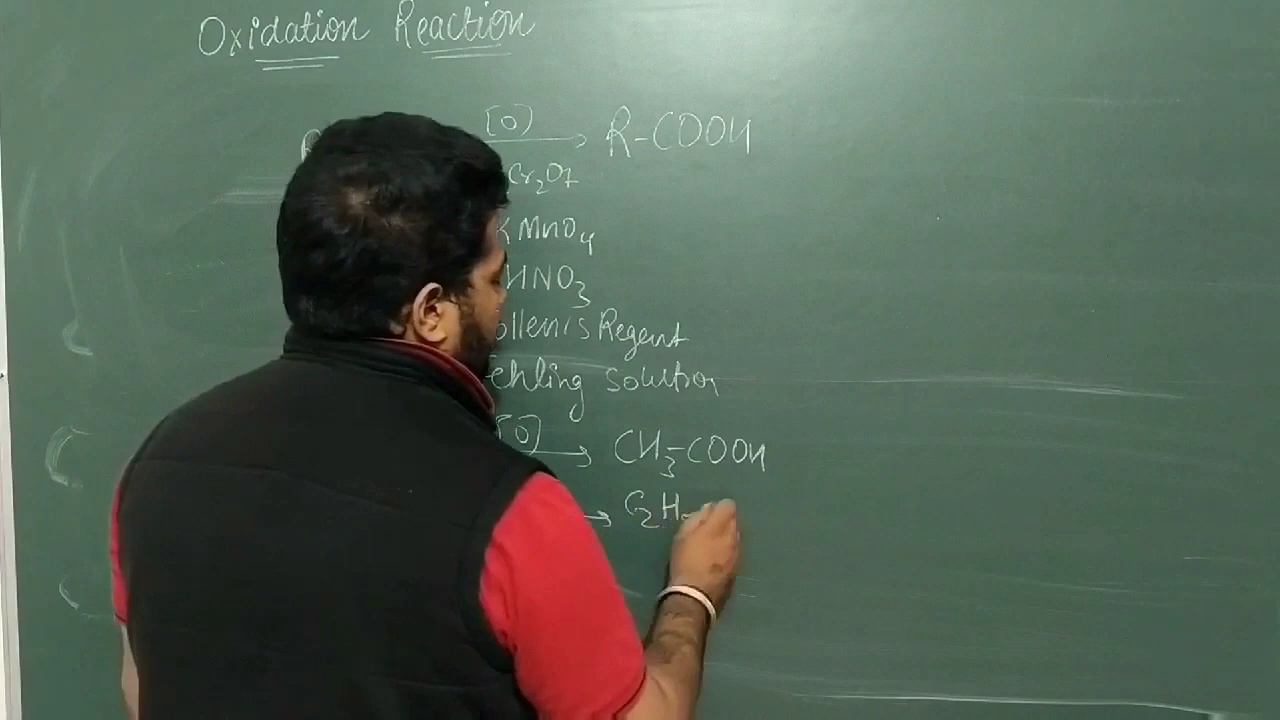 Oxidation Reaction
R [O] → R-COOH
Cr₂O₇
KMnO₄
HNO₃
ollen's Regent
ehling solution
[O] → CH₃-COOH
→ C₂H